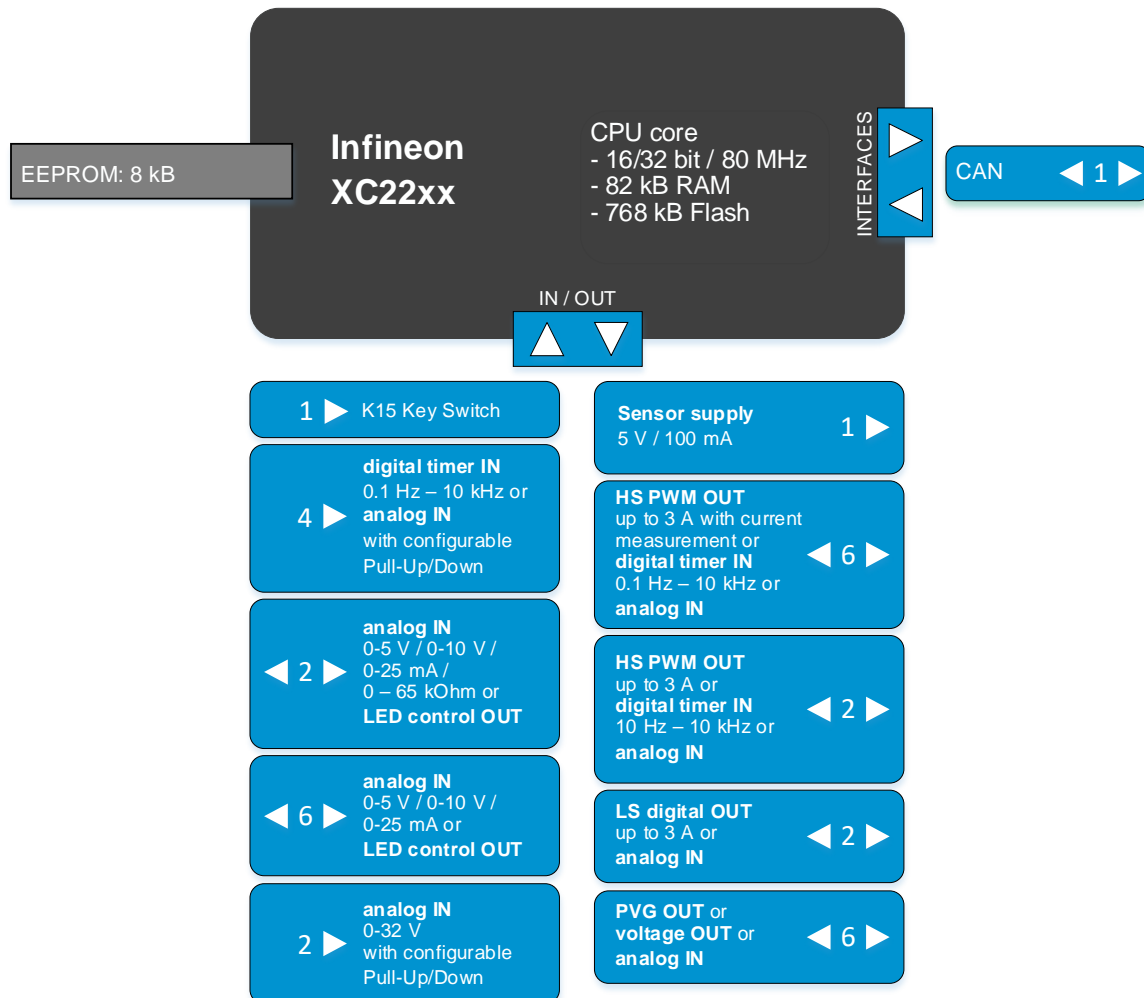 Infineon
XC22xx
CPU core
- 16/32 bit / 80 MHz
- 82 kB RAM
- 768 kB Flash
EEPROM: 8 kB
INTERFACES
CAN 1
IN / OUT
1 K15 Key Switch
4
digital timer IN
0.1 Hz – 10 kHz or
analog IN
with configurable
Pull-Up/Down
2
analog IN
0-5 V / 0-10 V /
0-25 mA /
0 – 65 kOhm or
LED control OUT
6
analog IN
0-5 V / 0-10 V /
0-25 mA or
LED control OUT
2
analog IN
0-32 V
with configurable
Pull-Up/Down
Sensor supply
5 V / 100 mA
1
HS PWM OUT
up to 3 A with current
measurement or
digital timer IN
0.1 Hz – 10 kHz or
analog IN
6
HS PWM OUT
up to 3 A or
digital timer IN
10 Hz – 10 kHz or
analog IN
2
LS digital OUT
up to 3 A or
analog IN
2
PVG OUT or
voltage OUT or
analog IN
6